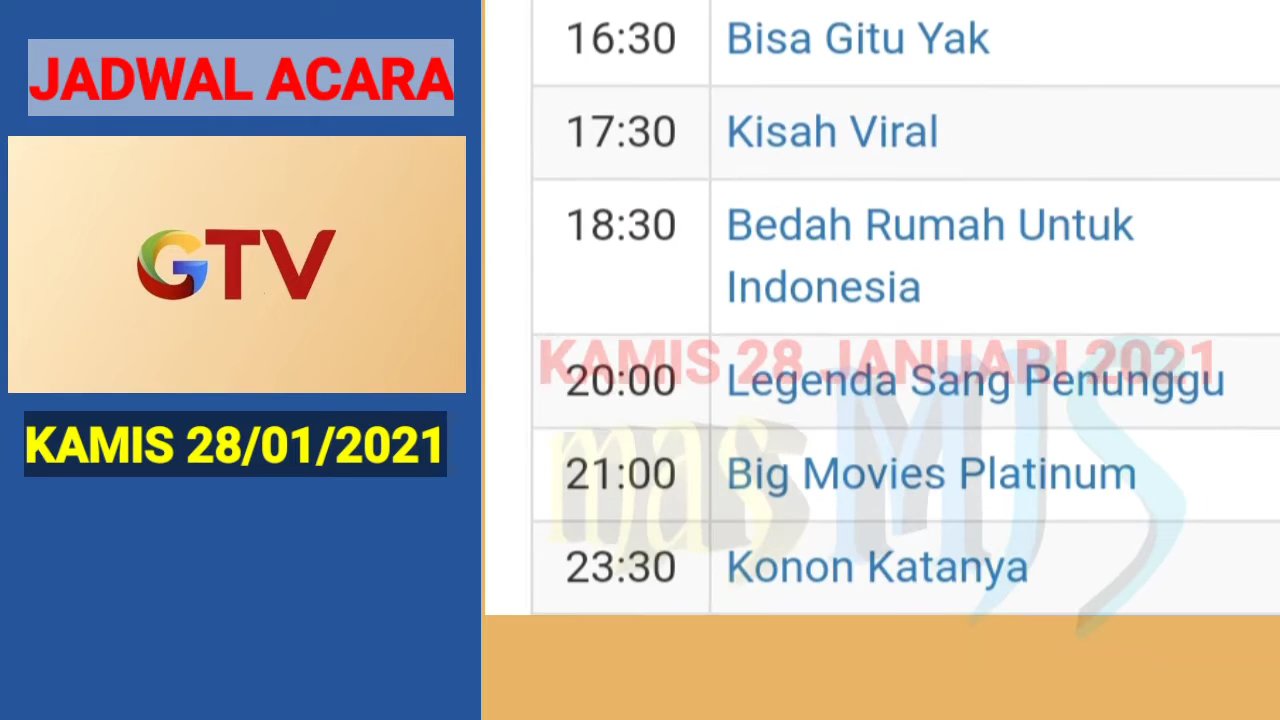 JADWAL ACARA
GTV
KAMIS 28/01/2021
16:30 Bisa Gitu Yak
17:30 Kisah Viral
18:30 Bedah Rumah Untuk
Indonesia
KAMIS 28 JANUARI 2021
20:00 Legenda Sang Penunggu
21:00 Big Movies Platinum
mas MJS
23:30 Konon Katanya